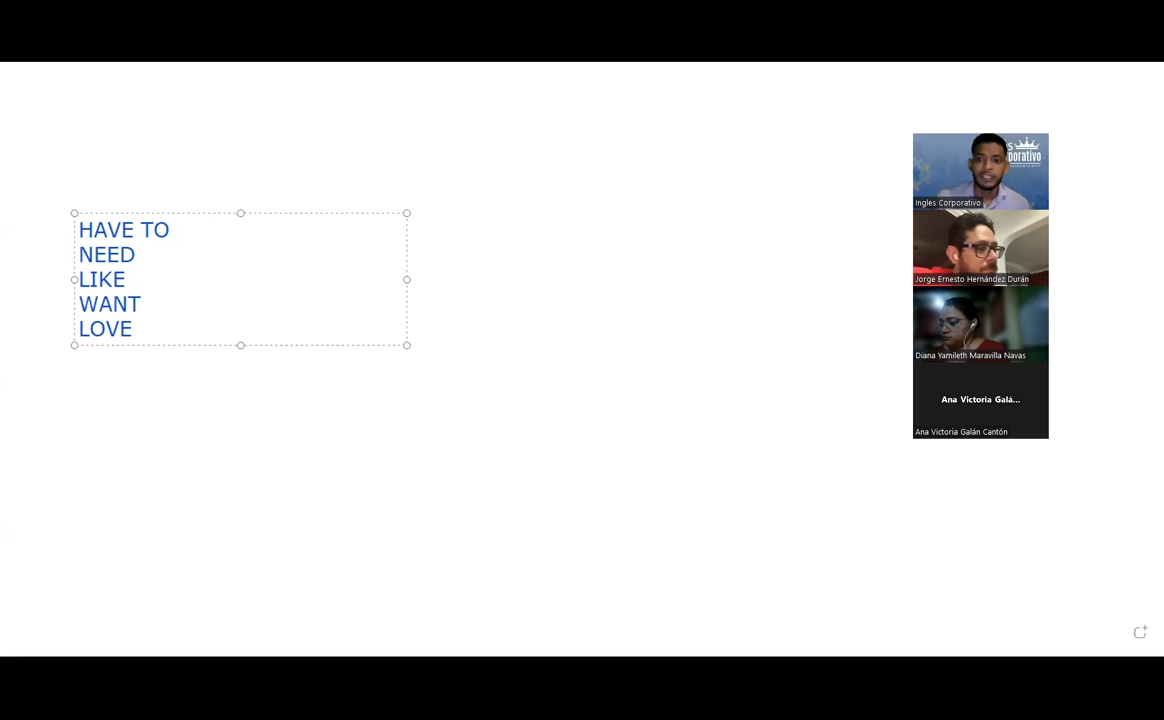 HAVE TO
NEED
LIKE
WANT
LOVE
S
porativo
Ingles Corporativo
Jorge Ernesto Hernández Durán
Diana Yamileth Maravilla Navas
Ana Victoria Galá...
Ana Victoria Galán Cantón